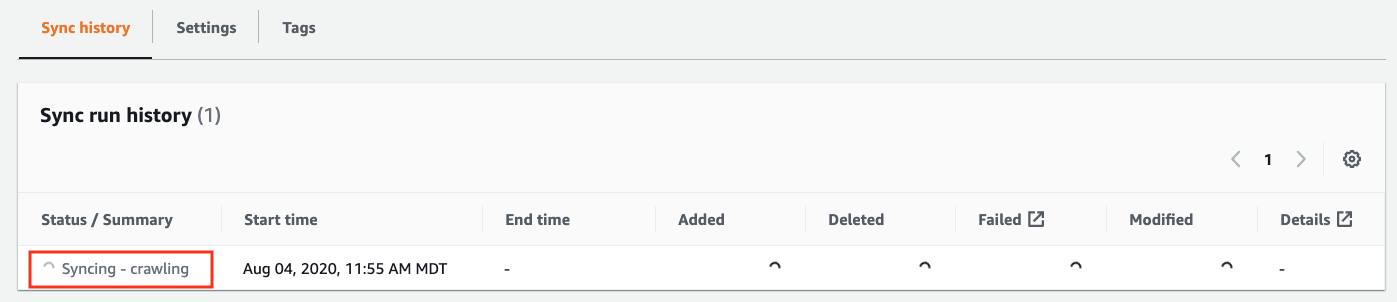 Sync history Settings Tags
Sync run history (1)
1
Status / Summary Start time End time Added Deleted Failed Modified Details
Syncing - crawling Aug 04, 2020, 11:55 AM MDT - -